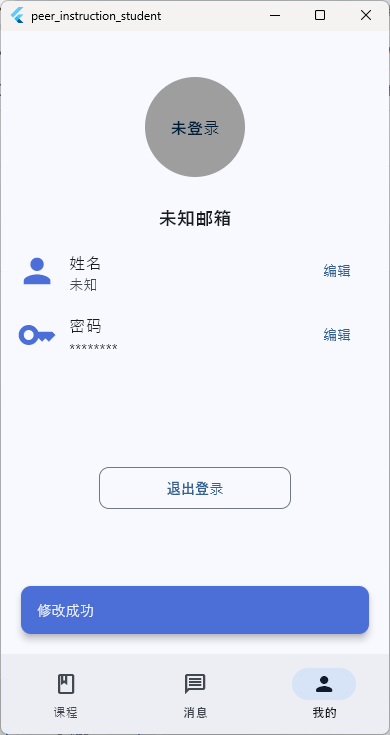 peer_instruction_student
未登录
未知邮箱
姓名
未知
编辑
密码
********
编辑
退出登录
修改成功
课程
消息
我的